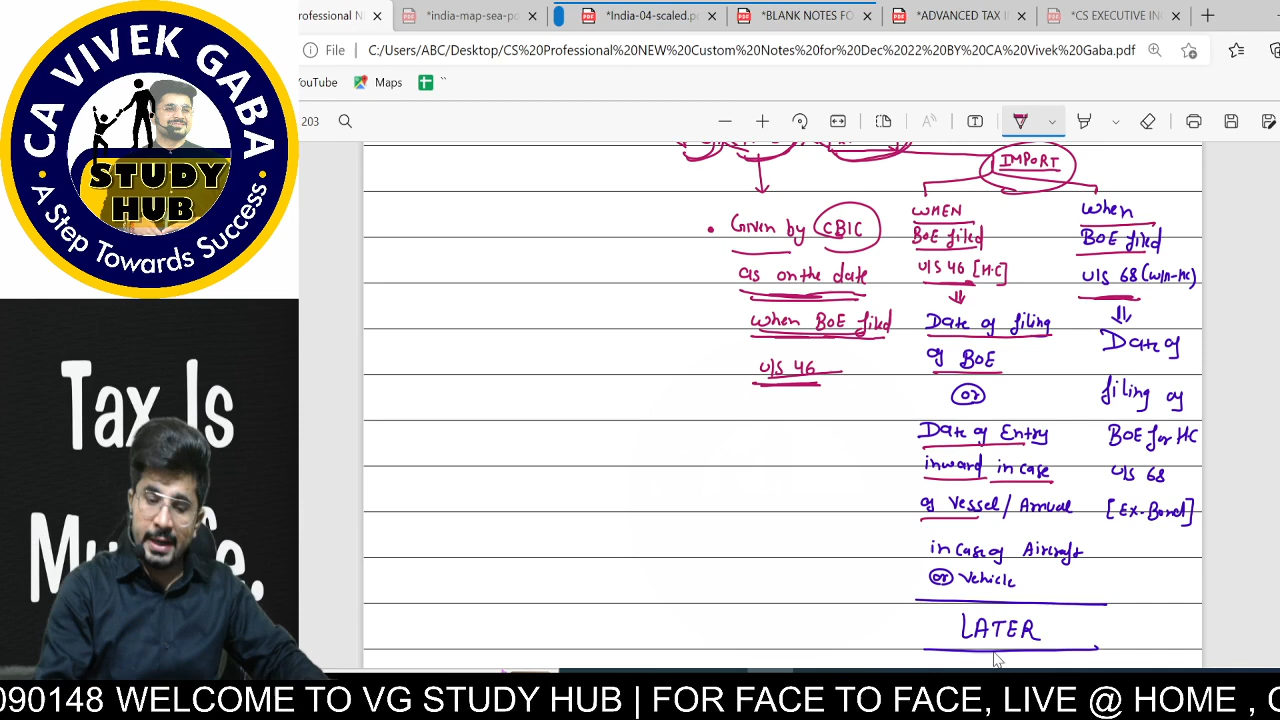 CA VIVEK GABA
STUDY
HUB
• A Step Towards Success •
Tax Is
rofessional N
*india-map-sea-po
*India-04-scaled.p
*BLANK NOTES FO
*ADVANCED TAX
*CS EXECUTIVE IN
File
C:/Users/ABC/Desktop/CS%20Professional%20NEW%20Custom%20Notes%20for%20Dec%2022%20BY%20CA%20Vivek%20Gaba.pdf
ouTube
Maps
``
203
IMPORT
• Given by CBIC
as on the date
when BOE filed
U/S 46
WHEN
BOE filed
U/S 46 [H.C]
Date of filing
of BOE
or
Date of Entry
inward in case
of Vessel / Arrival
in case of Aircraft
or Vehicle
LATER
When
BOE filed
U/S 68 (W/H-HC)
Date of
filing of
BOE for HC
U/S 68
[Ex-Bond]
090148 WELCOME TO VG STUDY HUB | FOR FACE TO FACE, LIVE @ HOME ,